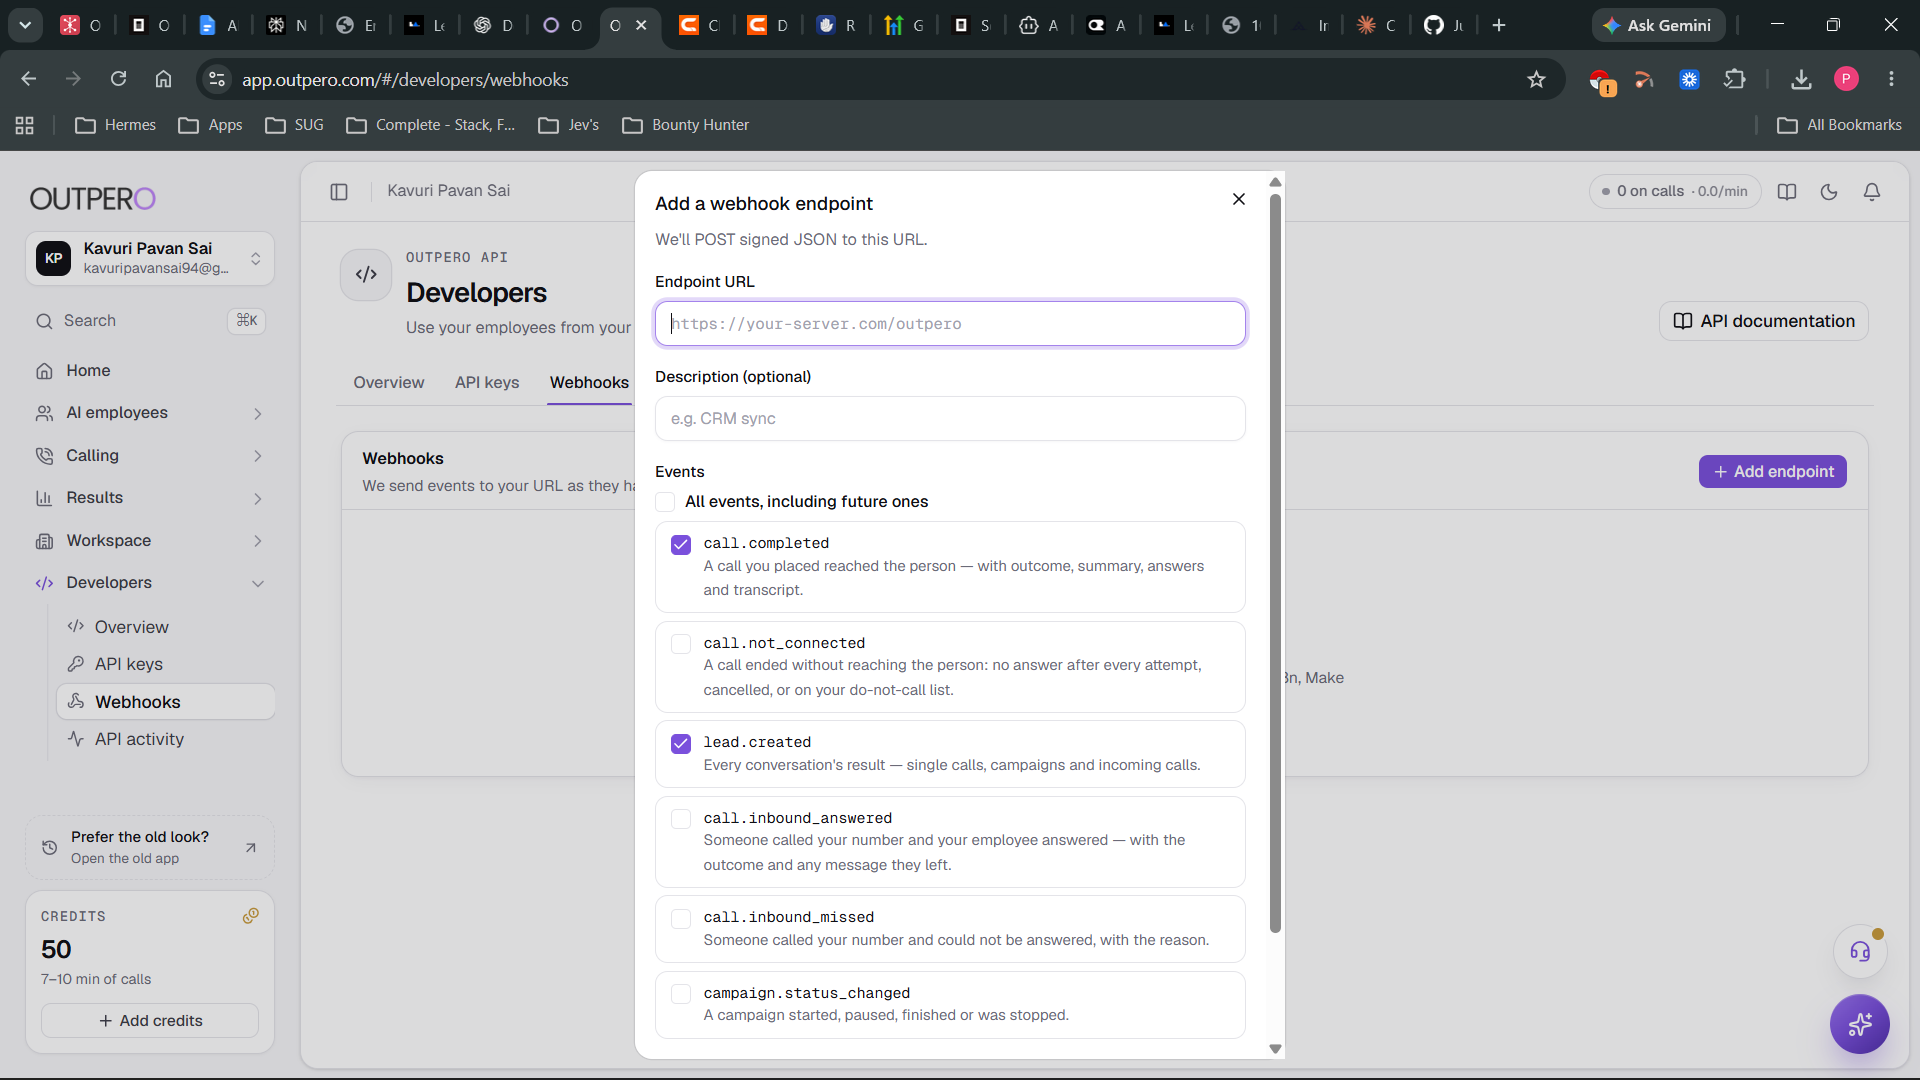 Ask Gemini
app.outpero.com/#/developers/webhooks
Hermes
Apps
SUG
Complete - Stack, F...
Jev's
Bounty Hunter
All Bookmarks
OUTPERO
KP
Kavuri Pavan Sai
kavuripavansai94@g...
Search
⌘K
Home
AI employees
Calling
Results
Workspace
Developers
Overview
API keys
Webhooks
API activity
Prefer the old look?
Open the old app
CREDITS
50
7–10 min of calls
+ Add credits
Kavuri Pavan Sai
0 on calls · 0.0/min
OUTPERO API
Developers
Use your employees from your
API documentation
Overview
API keys
Webhooks
Webhooks
We send events to your URL as they ha
+ Add endpoint
n, Make
Add a webhook endpoint
We'll POST signed JSON to this URL.
Endpoint URL
https://your-server.com/outpero
Description (optional)
e.g. CRM sync
Events
All events, including future ones
call.completed
A call you placed reached the person — with outcome, summary, answers
and transcript.
call.not_connected
A call ended without reaching the person: no answer after every attempt,
cancelled, or on your do-not-call list.
lead.created
Every conversation's result — single calls, campaigns and incoming calls.
call.inbound_answered
Someone called your number and your employee answered — with the
outcome and any message they left.
call.inbound_missed
Someone called your number and could not be answered, with the reason.
campaign.status_changed
A campaign started, paused, finished or was stopped.